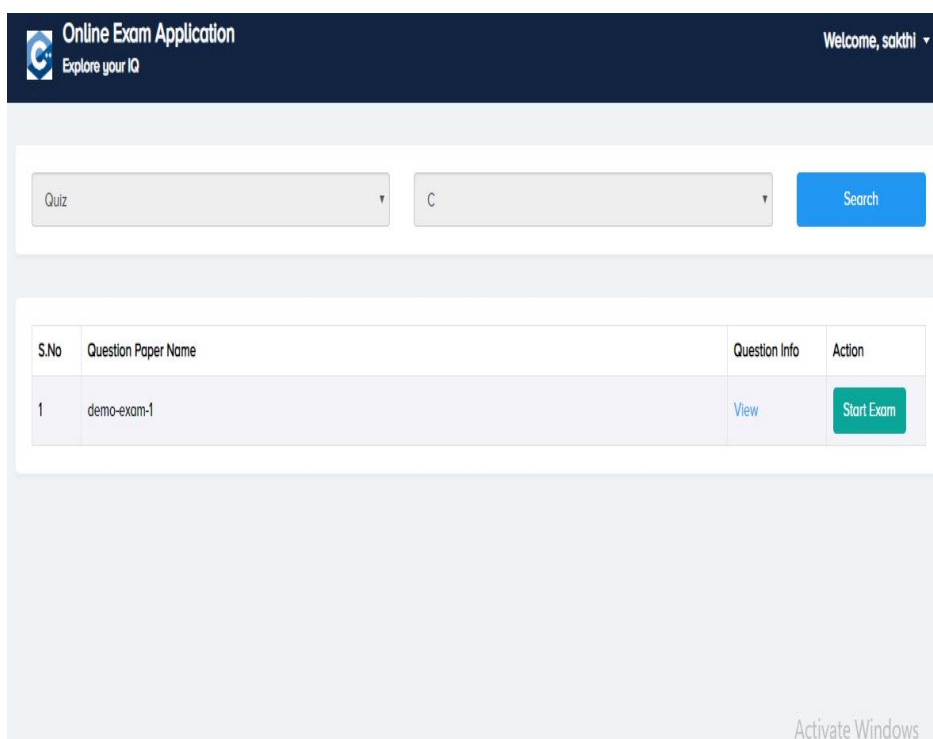 Online Exam Application
Explore your IQ
Welcome, sakthi
Quiz
C
Search
S.No Question Paper Name Question Info Action
1 demo-exam-1 View Start Exam
Activate Windows